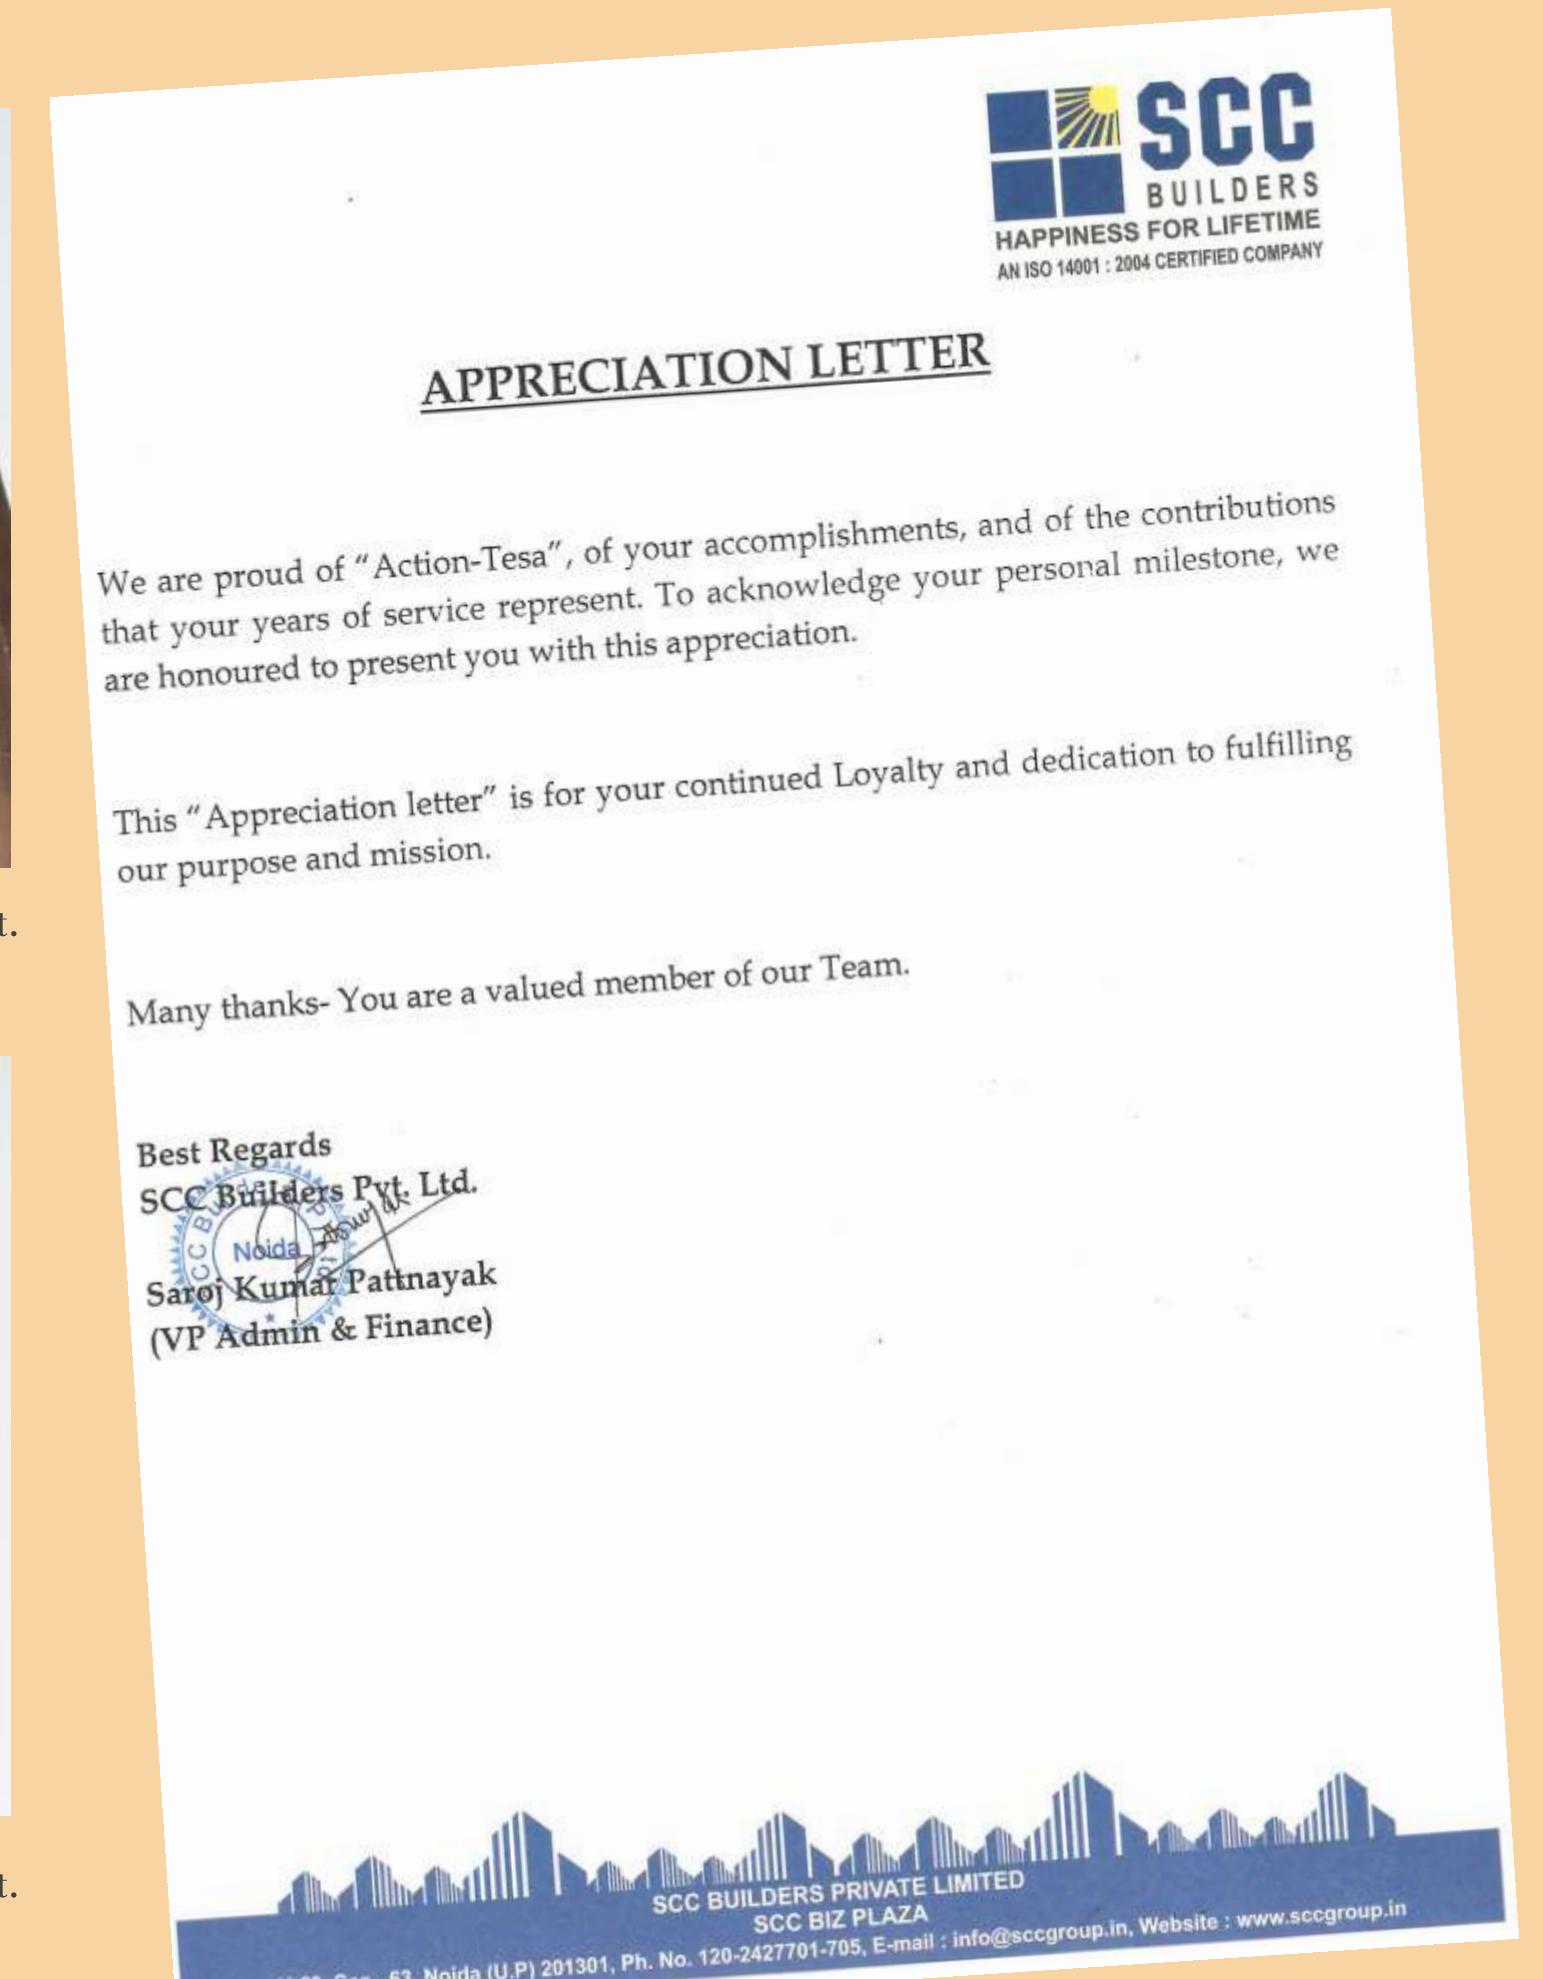 SCC
BUILDERS
HAPPINESS FOR LIFETIME
AN ISO 14001 : 2004 CERTIFIED COMPANY
APPRECIATION LETTER
We are proud of "Action-Tesa", of your accomplishments, and of the contributions
that your years of service represent. To acknowledge your personal milestone, we
are honoured to present you with this appreciation.
This "Appreciation letter" is for your continued Loyalty and dedication to fulfilling
our purpose and mission.
Many thanks- You are a valued member of our Team.
Best Regards
SCC Builders Pvt. Ltd.
Noida
Saroj Kumar Pattnayak
(VP Admin & Finance)
SCC BUILDERS PRIVATE LIMITED
SCC BIZ PLAZA
63, Noida (U.P) 201301, Ph. No. 120-2427701-705, E-mail : info@sccgroup.in, Website : www.sccgroup.in
t.
t.